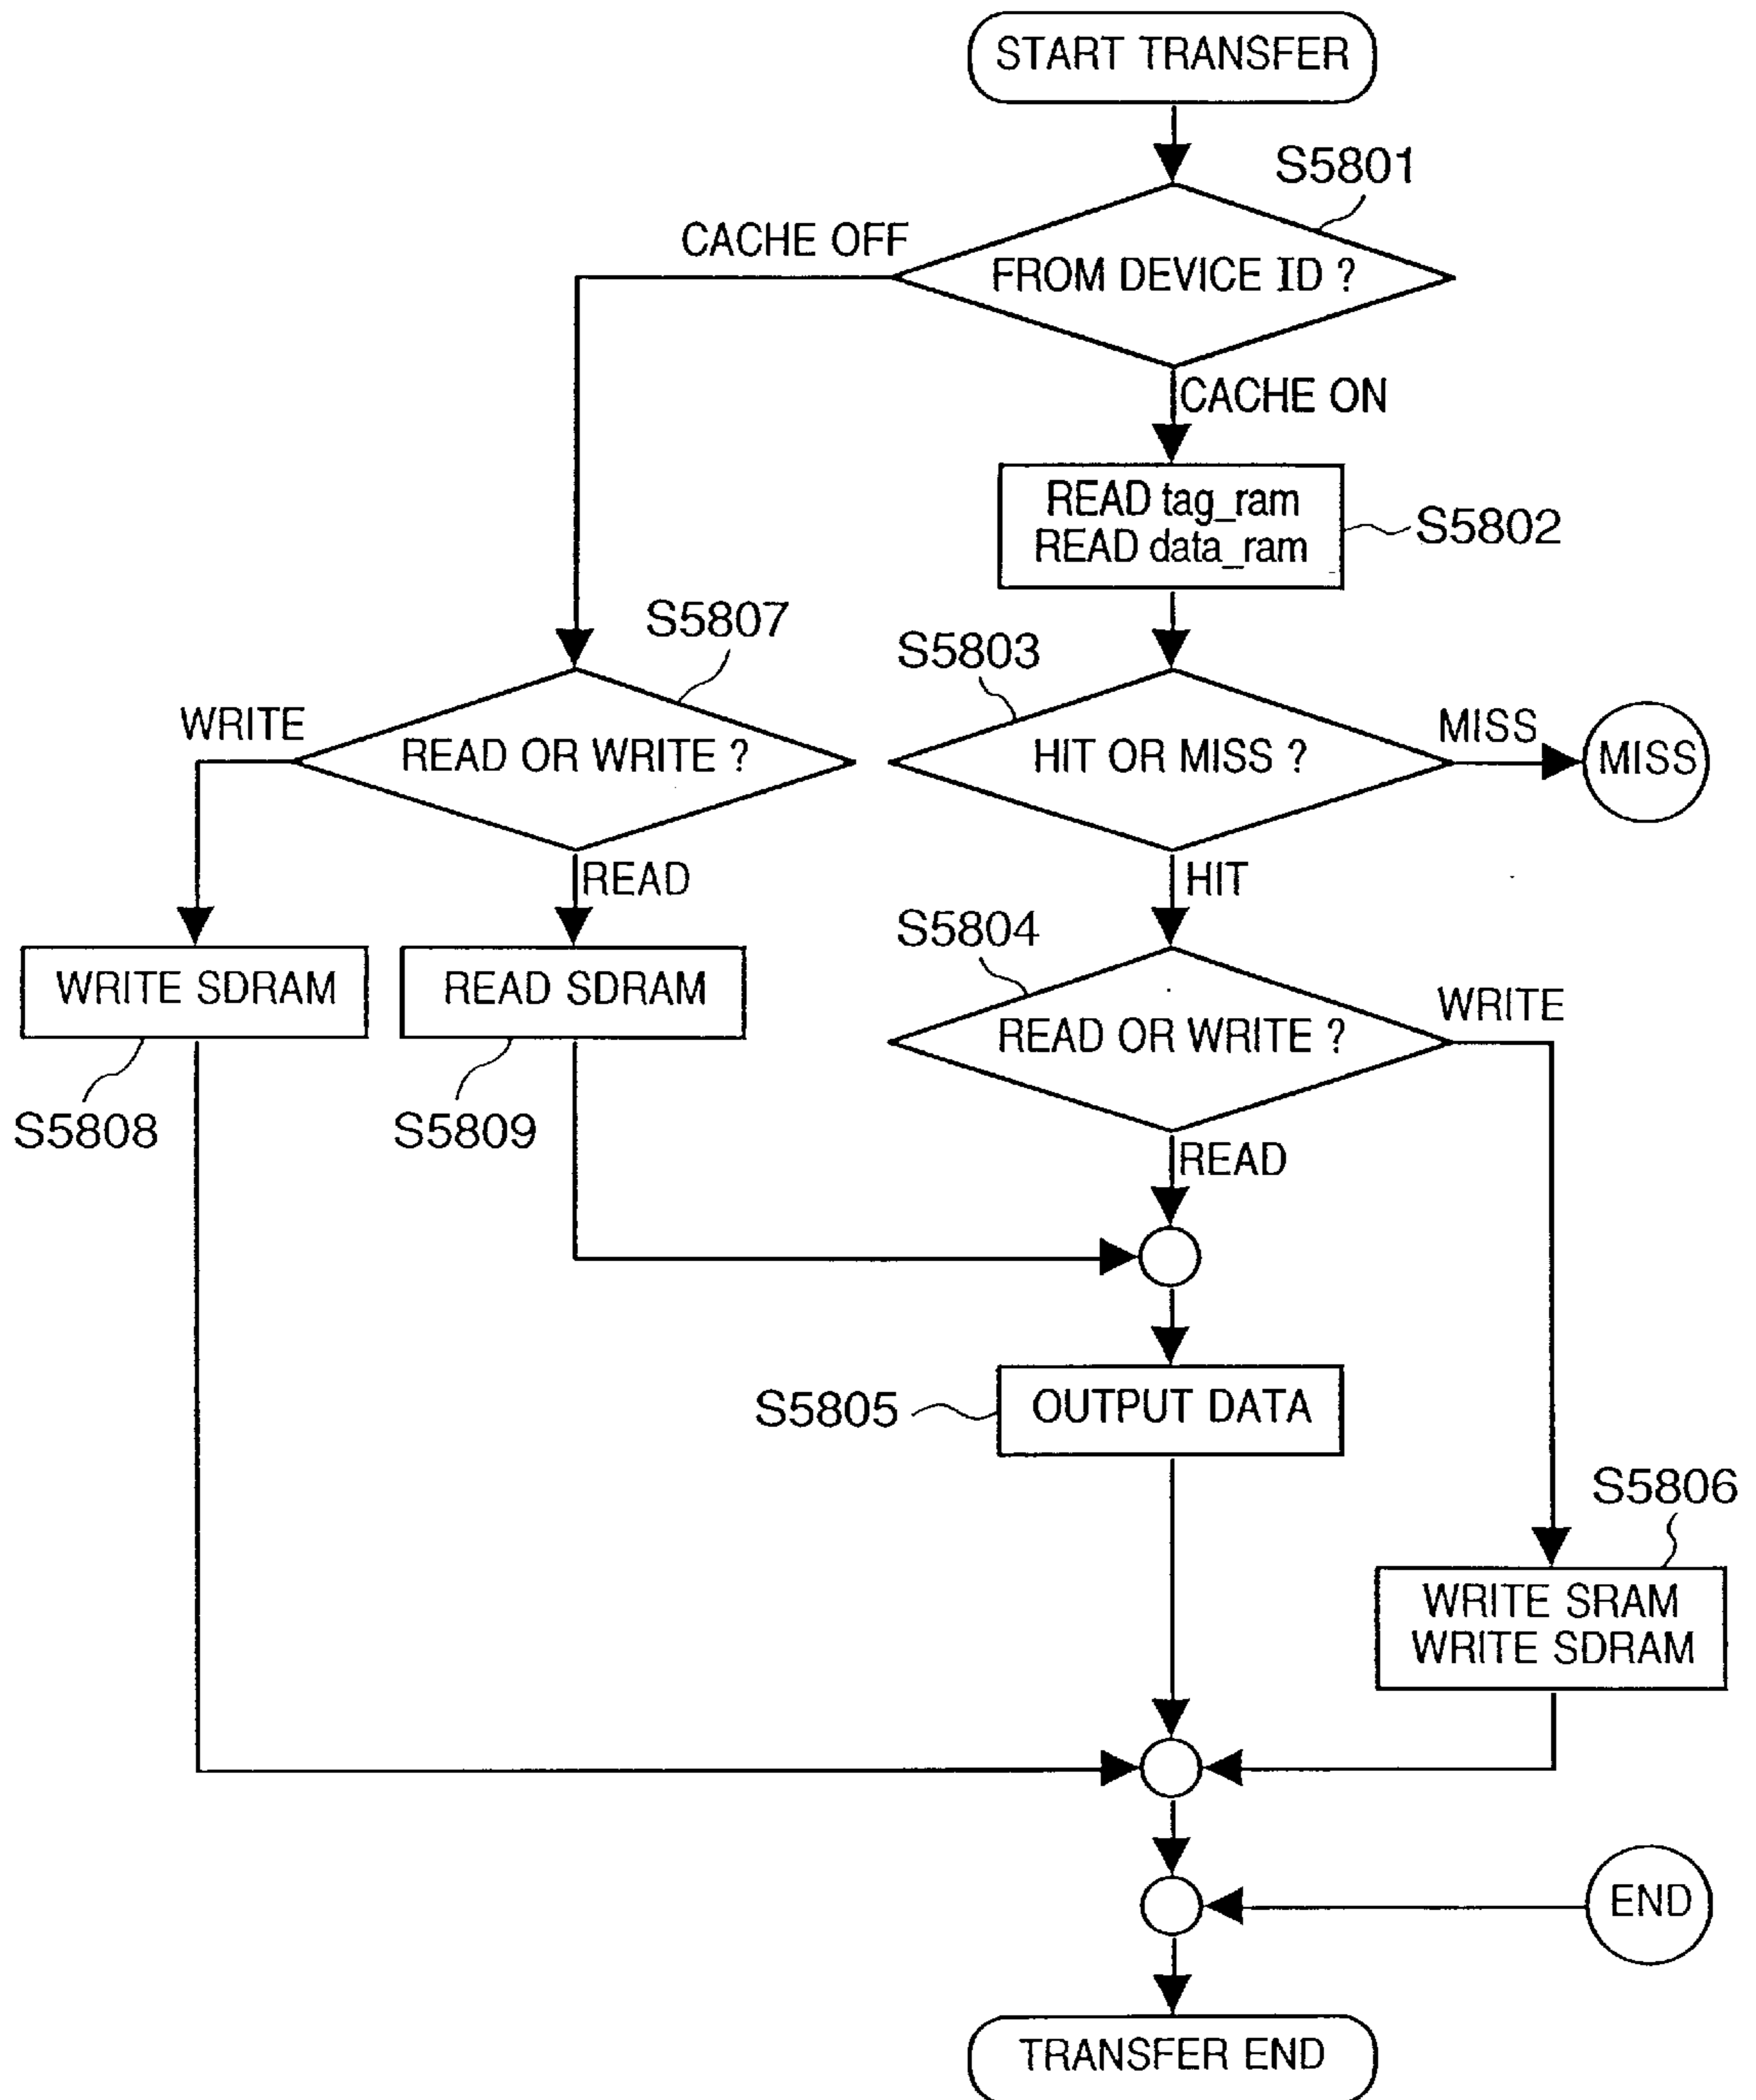 START TRANSFER
S5801
CACHE OFF
FROM DEVICE ID ?
CACHE ON
READ tag_ram
READ data_ram
S5802
S5807
S5803
WRITE
READ OR WRITE ?
HIT OR MISS ?
MISS
MISS
READ
HIT
S5804
WRITE SDRAM
READ SDRAM
READ OR WRITE ?
WRITE
S5808
S5809
READ
S5805
OUTPUT DATA
S5806
WRITE SRAM
WRITE SDRAM
END
TRANSFER END